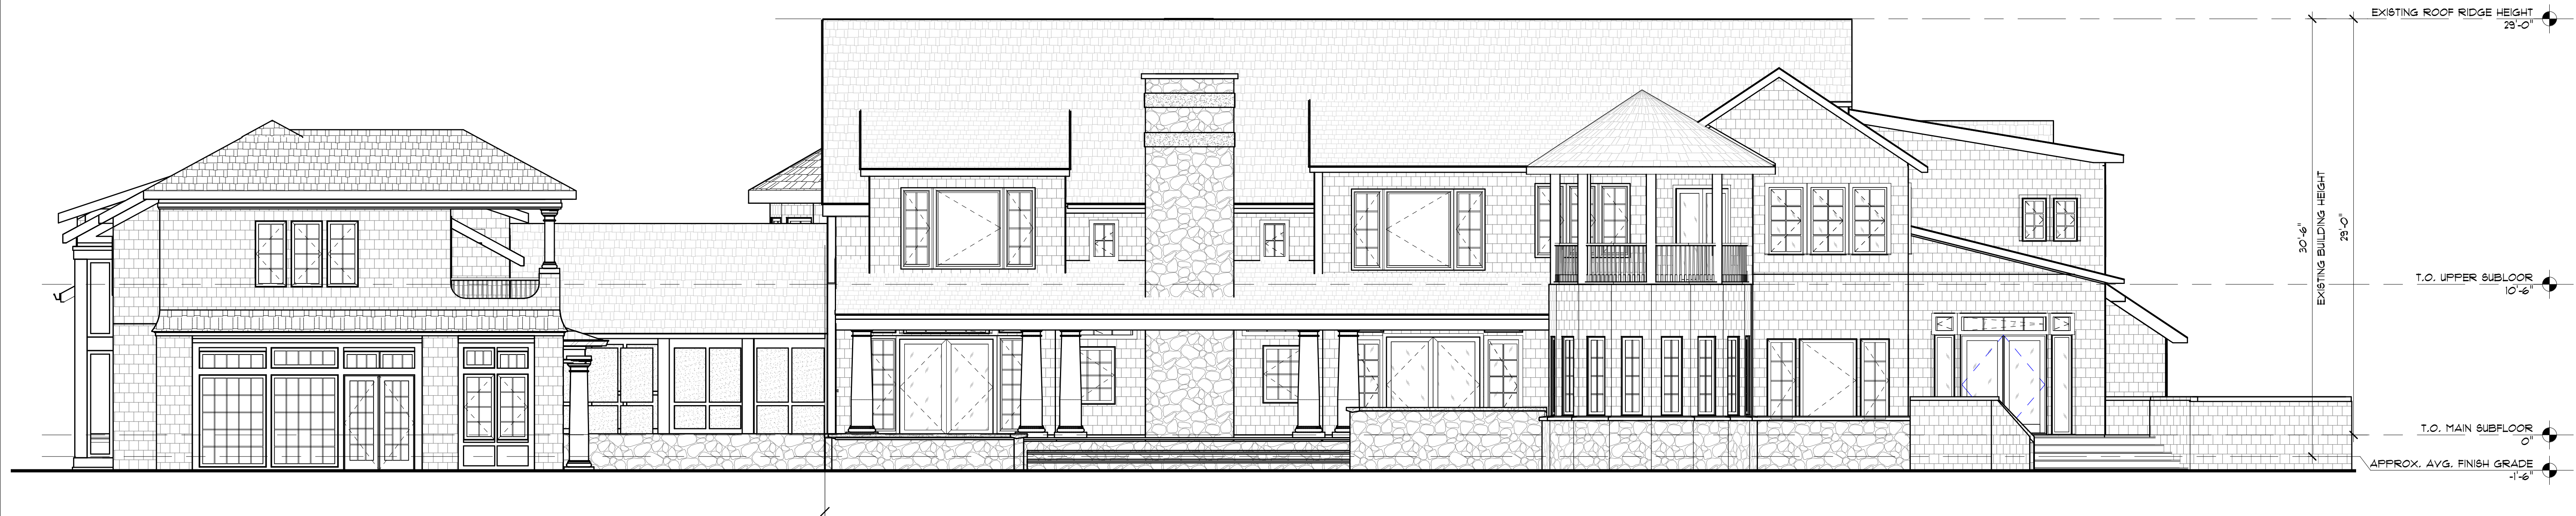 EXISTING ROOF RIDGE HEIGHT
29'-0"
30'-6"
EXISTING BUILDING HEIGHT
29'-0"
T.O. UPPER SUBLOOR
10'-6"
T.O. MAIN SUBFLOOR
0"
APPROX. AVG. FINISH GRADE
-1'-6"